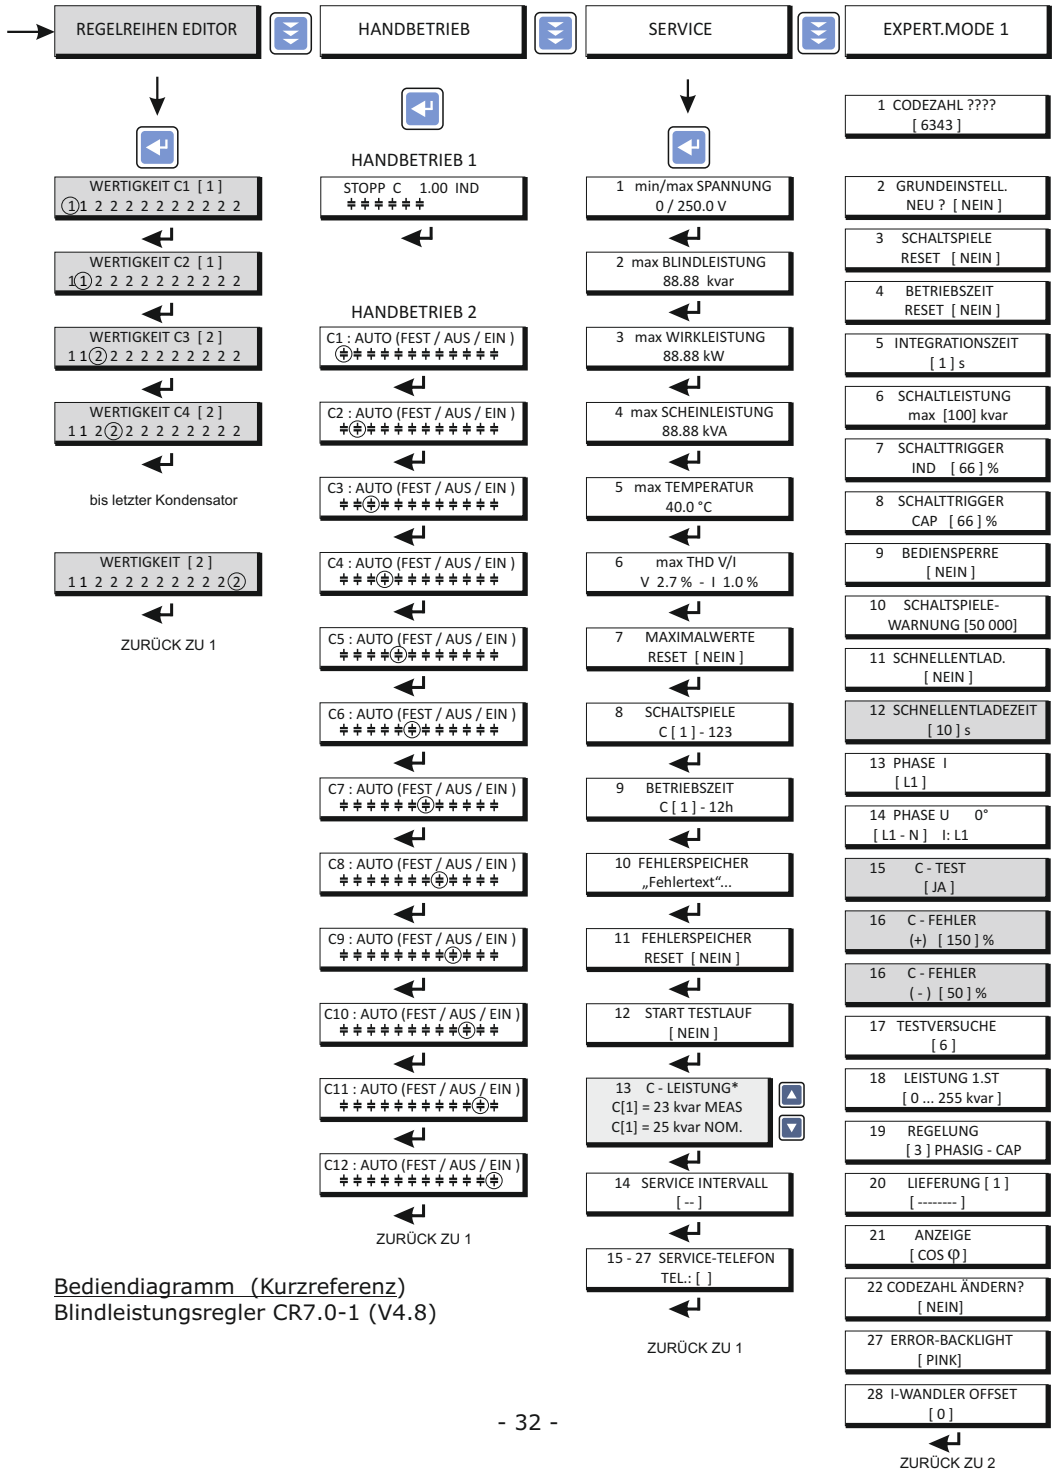 REGELREIHEN EDITOR
HANDBETRIEB
SERVICE
EXPERT.MODE 1
WERTIGKEIT C1 [ 1 ]
1 1 2 2 2 2 2 2 2 2 2 2
WERTIGKEIT C2 [ 1 ]
1 1 2 2 2 2 2 2 2 2 2 2
WERTIGKEIT C3 [ 2 ]
1 1 2 2 2 2 2 2 2 2 2 2
WERTIGKEIT C4 [ 2 ]
1 1 2 2 2 2 2 2 2 2 2 2
bis letzter Kondensator
WERTIGKEIT [ 2 ]
1 1 2 2 2 2 2 2 2 2 2 2
ZURÜCK ZU 1
HANDBETRIEB 1
STOPP C 1.00 IND
HANDBETRIEB 2
C1 : AUTO (FEST / AUS / EIN )
C2 : AUTO (FEST / AUS / EIN )
C3 : AUTO (FEST / AUS / EIN )
C4 : AUTO (FEST / AUS / EIN )
C5 : AUTO (FEST / AUS / EIN )
C6 : AUTO (FEST / AUS / EIN )
C7 : AUTO (FEST / AUS / EIN )
C8 : AUTO (FEST / AUS / EIN )
C9 : AUTO (FEST / AUS / EIN )
C10 : AUTO (FEST / AUS / EIN )
C11 : AUTO (FEST / AUS / EIN )
C12 : AUTO (FEST / AUS / EIN )
ZURÜCK ZU 1
1 min/max SPANNUNG
0 / 250.0 V
2 max BLINDLEISTUNG
88.88 kvar
3 max WIRKLEISTUNG
88.88 kW
4 max SCHEINLEISTUNG
88.88 kVA
5 max TEMPERATUR
40.0 °C
6 max THD V/I
V 2.7 % - I 1.0 %
7 MAXIMALWERTE
RESET [ NEIN ]
8 SCHALTSPIELE
C [ 1 ] - 123
9 BETRIEBSZEIT
C [ 1 ] - 12h
10 FEHLERSPEICHER
„Fehlertext“...
11 FEHLERSPEICHER
RESET [ NEIN ]
12 START TESTLAUF
[ NEIN ]
13 C - LEISTUNG*
C[1] = 23 kvar MEAS
C[1] = 25 kvar NOM.
14 SERVICE INTERVALL
[ -- ]
15 - 27 SERVICE-TELEFON
TEL.: [ ]
ZURÜCK ZU 1
1 CODEZAHL ????
[ 6343 ]
2 GRUNDEINSTELL.
NEU ? [ NEIN ]
3 SCHALTSPIELE
RESET [ NEIN ]
4 BETRIEBSZEIT
RESET [ NEIN ]
5 INTEGRATIONSZEIT
[ 1 ] s
6 SCHALTLEISTUNG
max [100] kvar
7 SCHALTTRIGGER
IND [ 66 ] %
8 SCHALTTRIGGER
CAP [ 66 ] %
9 BEDIENSPERRE
[ NEIN ]
10 SCHALTSPIELE-
WARNUNG [50 000]
11 SCHNELLENTLAD.
[ NEIN ]
12 SCHNELLENTLADEZEIT
[ 10 ] s
13 PHASE I
[ L1 ]
14 PHASE U 0°
[ L1 - N ] I: L1
15 C - TEST
[ JA ]
16 C - FEHLER
(+) [ 150 ] %
16 C - FEHLER
( - ) [ 50 ] %
17 TESTVERSUCHE
[ 6 ]
18 LEISTUNG 1.ST
[ 0 ... 255 kvar ]
19 REGELUNG
[ 3 ] PHASIG - CAP
20 LIEFERUNG [ 1 ]
[ -------- ]
21 ANZEIGE
[ COS φ ]
22 CODEZAHL ÄNDERN?
[ NEIN]
27 ERROR-BACKLIGHT
[ PINK]
28 I-WANDLER OFFSET
[ 0 ]
ZURÜCK ZU 2
Bediendiagramm (Kurzreferenz)
Blindleistungsregler CR7.0-1 (V4.8)
- 32 -